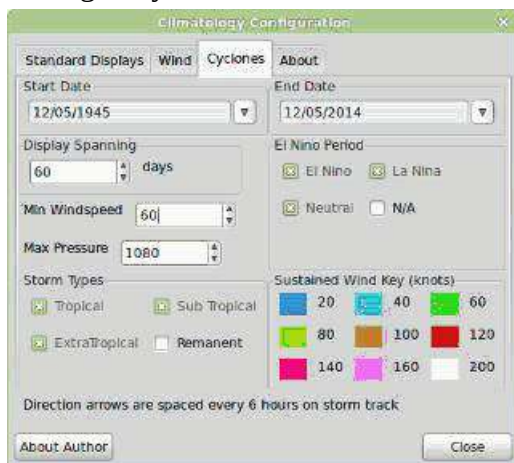 Climatology Configuration
Standard Displays Wind Cyclones About
Start Date End Date
12/05/1945 12/05/2014
Display Spanning El Nino Period
60 days El Nino La Nina
Min Windspeed 60 Neutral N/A
Max Pressure 1080
Storm Types Sustained Wind Key (knots)
Tropical Sub Tropical 20 40 60
ExtraTropical Remanent 80 100 120
140 160 200
Direction arrows are spaced every 6 hours on storm track
About Author Close